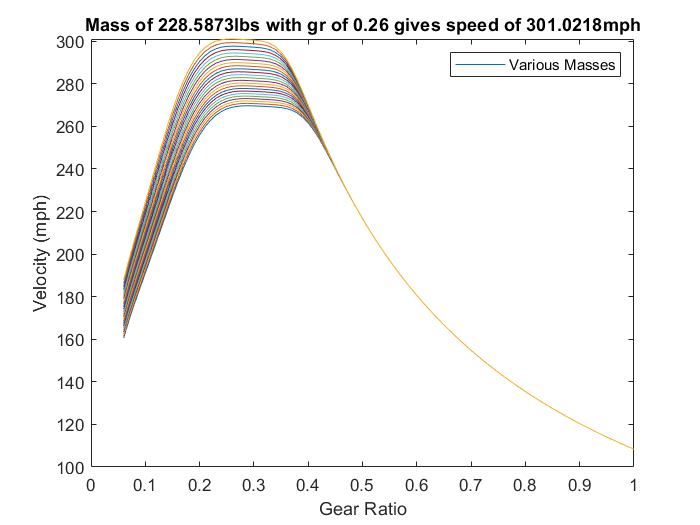 Mass of 228.5873lbs with gr of 0.26 gives speed of 301.0218mph
Various Masses
300
280
260
240
220
200
180
160
140
120
100
Velocity (mph)
0 0.1 0.2 0.3 0.4 0.5 0.6 0.7 0.8 0.9 1
Gear Ratio